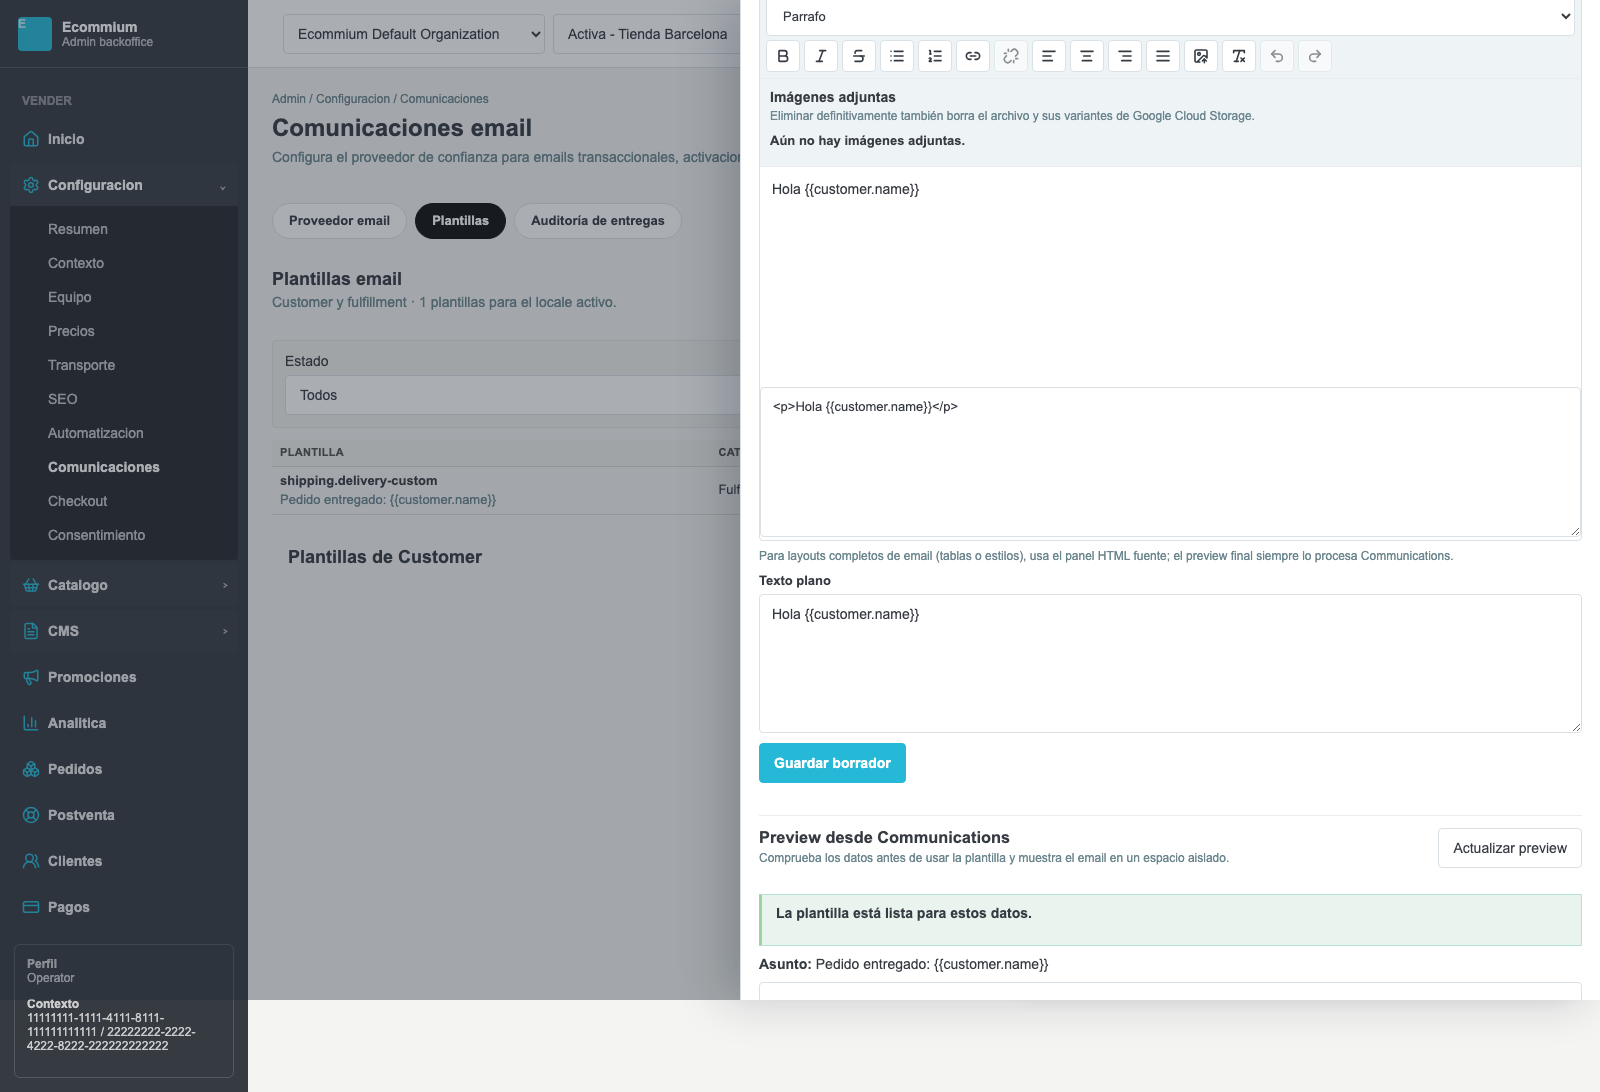 E
Ecommium
Admin backoffice
VENDER
Inicio
Configuracion
Resumen
Contexto
Equipo
Precios
Transporte
SEO
Automatizacion
Comunicaciones
Checkout
Consentimiento
Catalogo
CMS
Promociones
Analitica
Pedidos
Postventa
Clientes
Pagos
Perfil
Operator
Contexto
11111111-1111-4111-8111-
111111111111 / 22222222-2222-
4222-8222-222222222222
Ecommium Default Organization
Activa - Tienda Barcelona
Admin / Configuracion / Comunicaciones
Comunicaciones email
Configura el proveedor de confianza para emails transaccionales, activacion
Proveedor email
Plantillas
Auditoría de entregas
Plantillas email
Customer y fulfillment · 1 plantillas para el locale activo.
Estado
Todos
PLANTILLA
CAT
shipping.delivery-custom
Pedido entregado: {{customer.name}}
Fulf
Plantillas de Customer
Parrafo
Imágenes adjuntas
Eliminar definitivamente también borra el archivo y sus variantes de Google Cloud Storage.
Aún no hay imágenes adjuntas.
Hola {{customer.name}}
<p>Hola {{customer.name}}</p>
Para layouts completos de email (tablas o estilos), usa el panel HTML fuente; el preview final siempre lo procesa Communications.
Texto plano
Hola {{customer.name}}
Guardar borrador
Preview desde Communications
Comprueba los datos antes de usar la plantilla y muestra el email en un espacio aislado.
Actualizar preview
La plantilla está lista para estos datos.
Asunto: Pedido entregado: {{customer.name}}